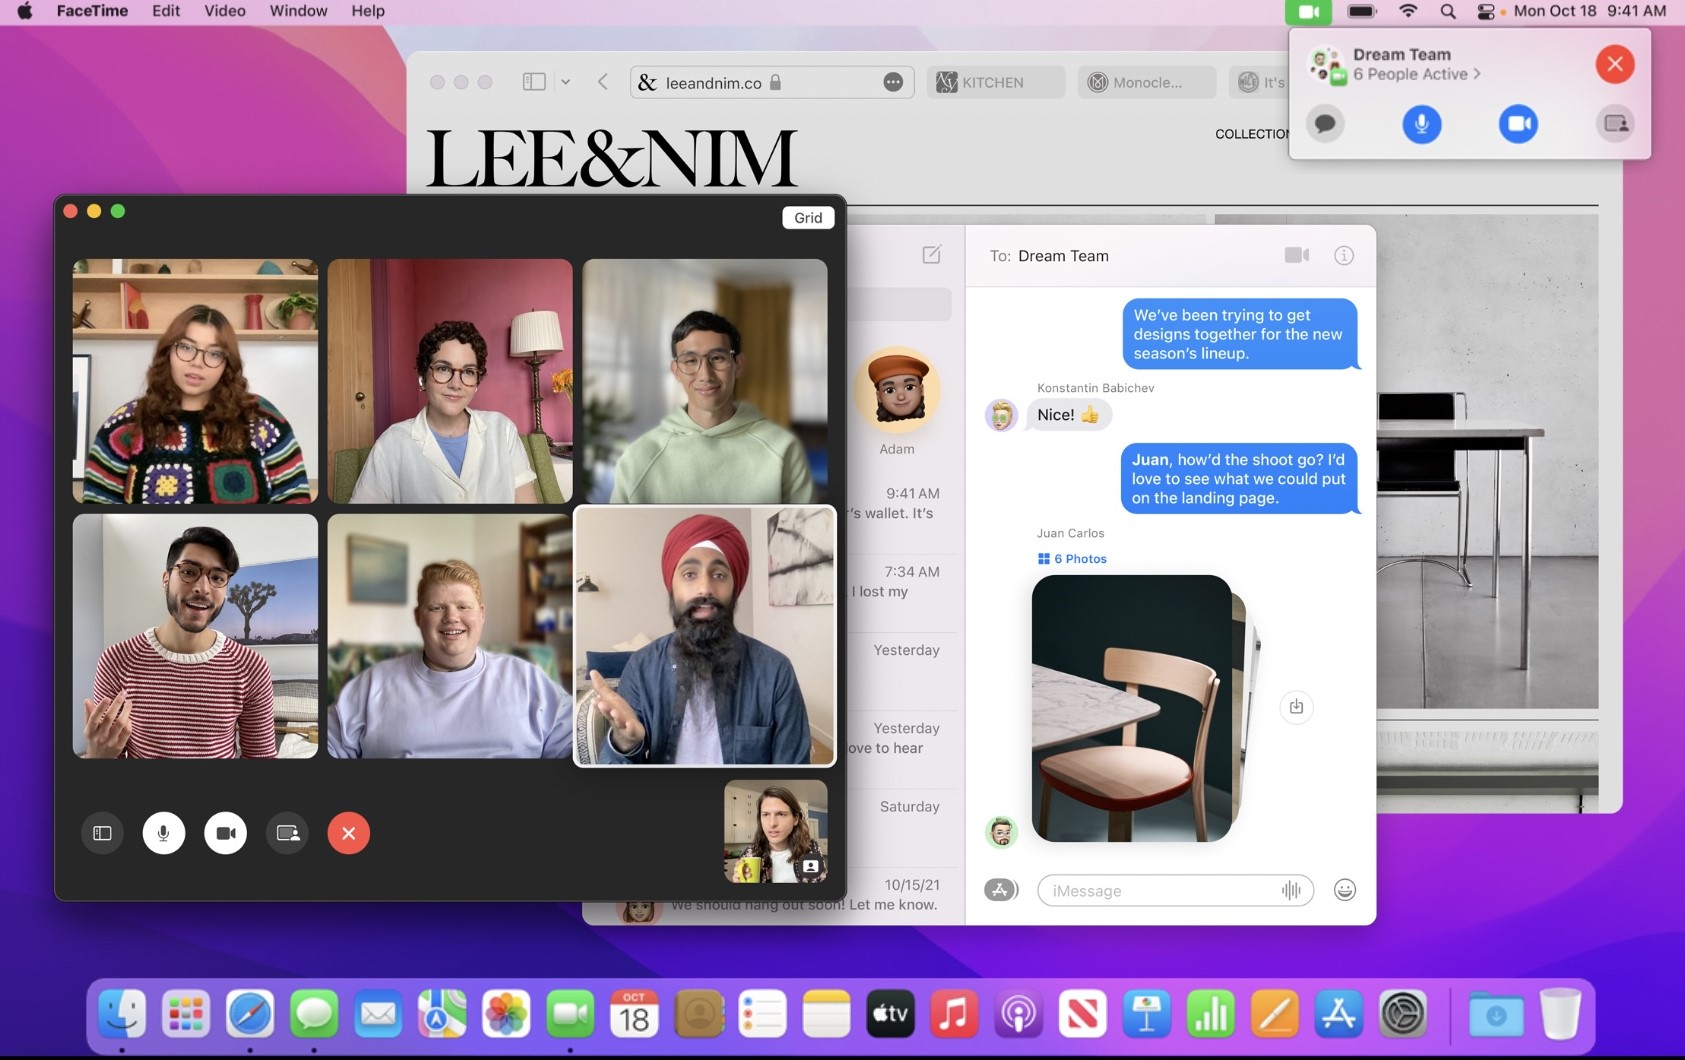 FaceTime Edit Video Window Help
Mon Oct 18 9:41 AM
Dream Team
6 People Active
& leeandnim.co
KITCHEN
Monocle...
It's
LEE&NIM
COLLECTION
Grid
To: Dream Team
We've been trying to get
designs together for the new
season's lineup.
Konstantin Babichev
Nice! 👍
Juan, how'd the shoot go? I'd
love to see what we could put
on the landing page.
Juan Carlos
6 Photos
iMessage
Adam
9:41 AM
's wallet. It's
7:34 AM
I lost my
Yesterday
Yesterday
ove to hear
Saturday
10/15/21
We should hang out soon! Let me know.
OCT
18
tv